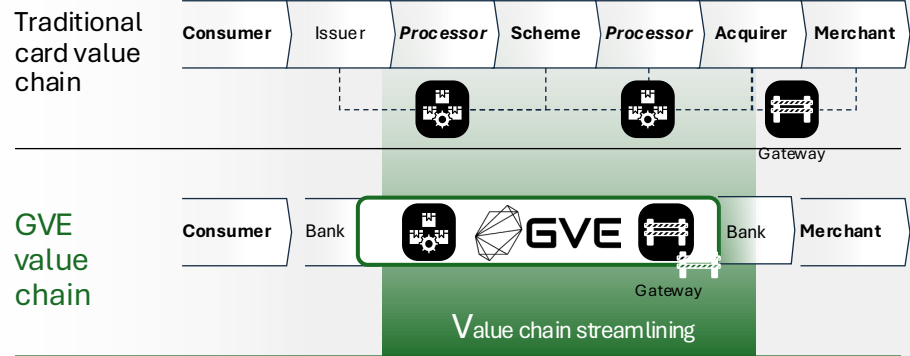 Traditional
card value
chain
Consumer
Issuer
Processor
Scheme
Processor
Acquirer
Merchant
Gateway
GVE
value
chain
Consumer
Bank
GVE
Bank
Merchant
Gateway
Value chain streamlining